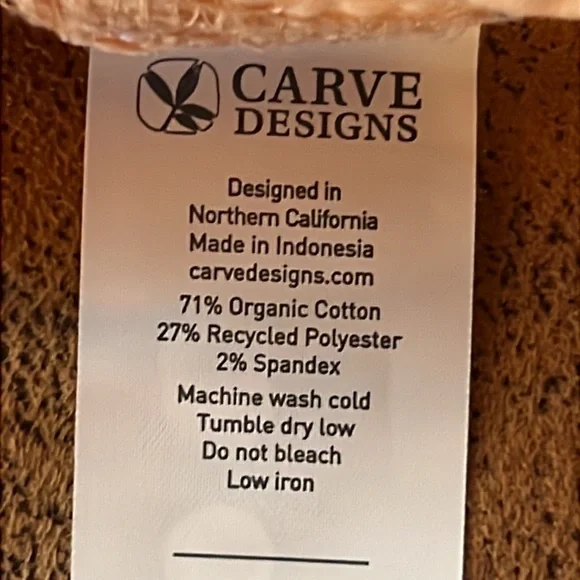 CARVE
DESIGNS
Designed in
Northern California
Made in Indonesia
carvedesigns.com
71% Organic Cotton
27% Recycled Polyester
2% Spandex
Machine wash cold
Tumble dry low
Do not bleach
Low iron